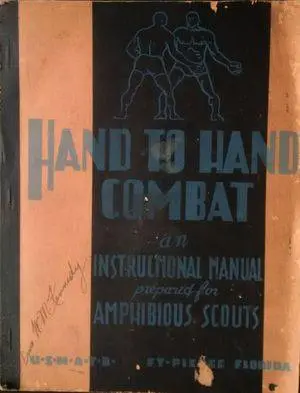 HAND TO HAND
COMBAT
an
INSTRUCTIONAL MANUAL
prepared for
AMPHIBIOUS SCOUTS
U·S·N·A·T·B· FT·PIERCE FLORIDA